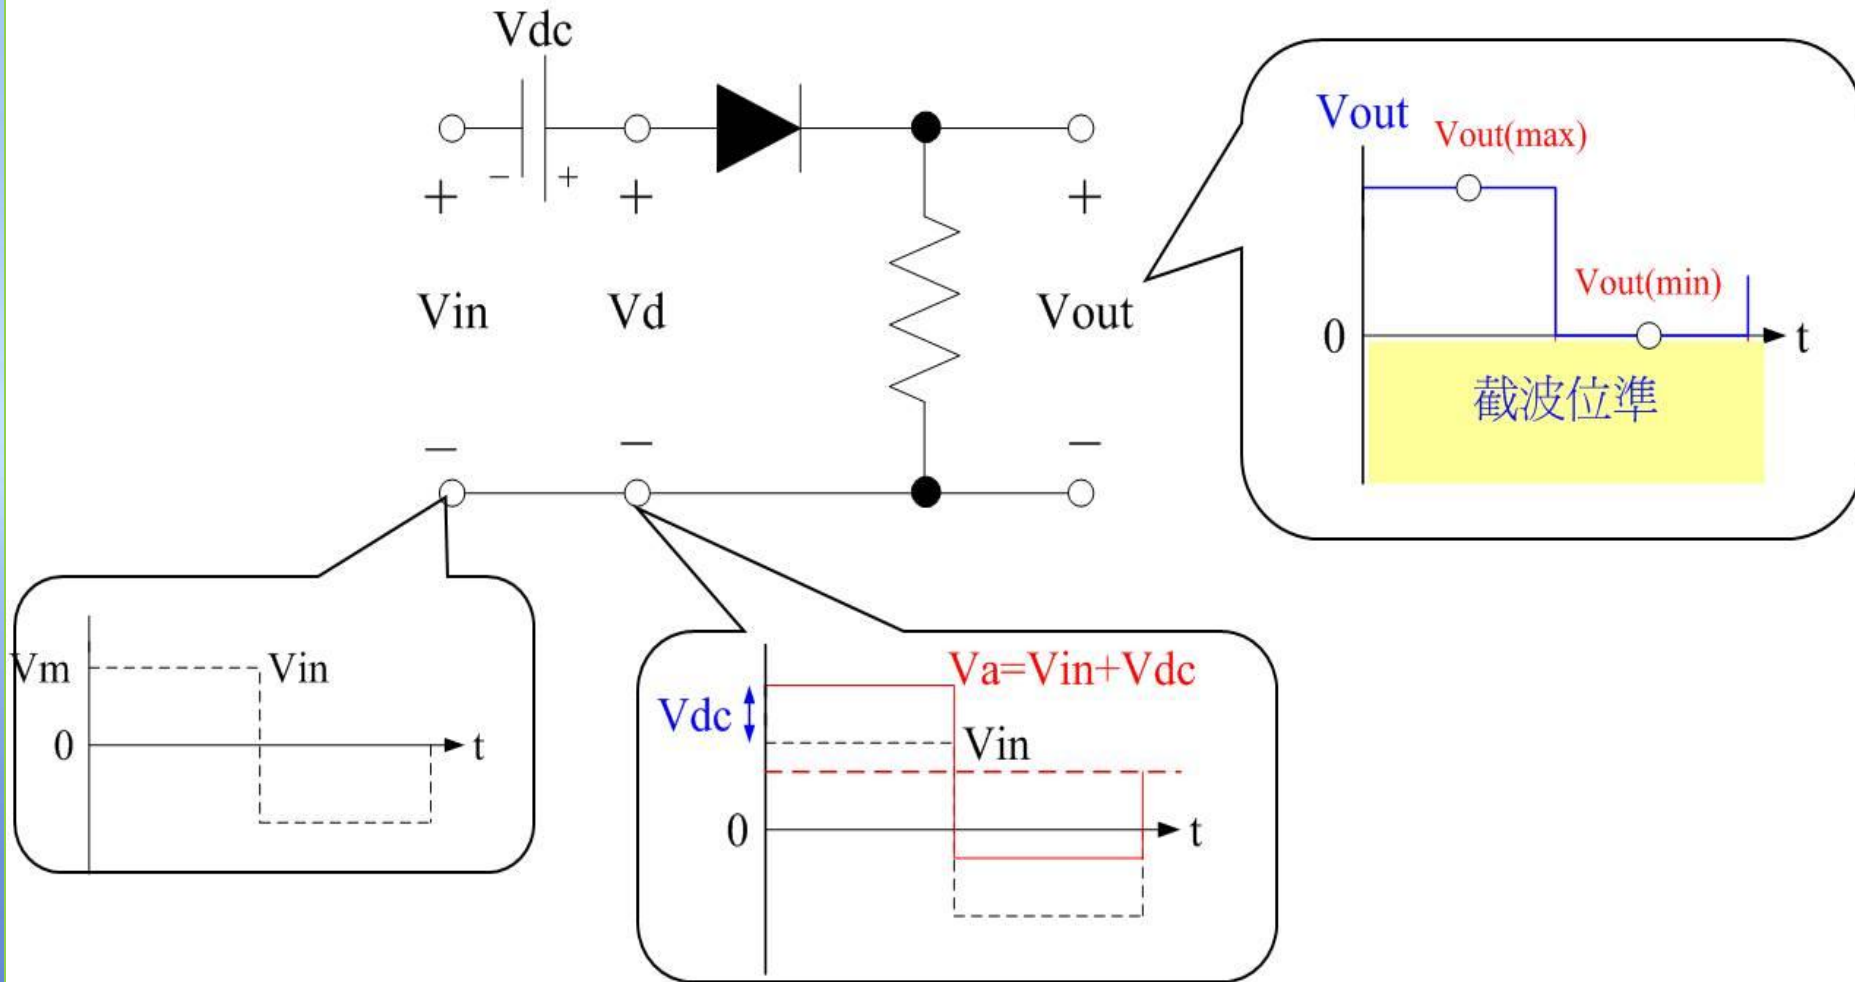 Vdc
− +
+ + +
Vin Vd Vout
− − −
Vout
Vout(max)
Vout(min)
0 t
截波位準
Vm Vin
0 t
Va=Vin+Vdc
Vdc
Vin
0 t